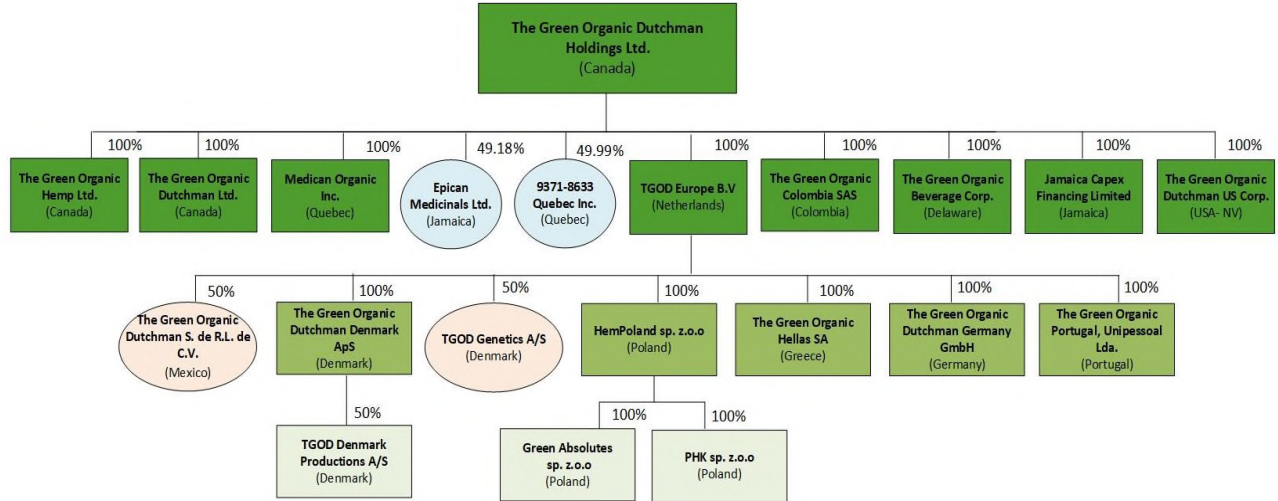 The Green Organic Dutchman
Holdings Ltd.
(Canada)
100%
100%
100%
49.18%
49.99%
100%
100%
100%
100%
100%
The Green Organic
Hemp Ltd.
(Canada)
The Green Organic
Dutchman Ltd.
(Canada)
Medican Organic
Inc.
(Quebec)
Epican
Medicinals Ltd.
(Jamaica)
9371-8633
Quebec Inc.
(Quebec)
TGOD Europe B.V
(Netherlands)
The Green Organic
Colombia SAS
(Colombia)
The Green Organic
Beverage Corp.
(Delaware)
Jamaica Capex
Financing Limited
(Jamaica)
The Green Organic
Dutchman US Corp.
(USA- NV)
50%
100%
50%
100%
100%
100%
100%
The Green Organic
Dutchman S. de R.L. de
C.V.
(Mexico)
The Green Organic
Dutchman Denmark
ApS
(Denmark)
TGOD Genetics A/S
(Denmark)
HemPoland sp. z.o.o
(Poland)
The Green Organic
Hellas SA
(Greece)
The Green Organic
Dutchman Germany
GmbH
(Germany)
The Green Organic
Portugal, Unipessoal
Lda.
(Portugal)
50%
100%
100%
TGOD Denmark
Productions A/S
(Denmark)
Green Absolutes
sp. z.o.o
(Poland)
PHK sp. z.o.o
(Poland)